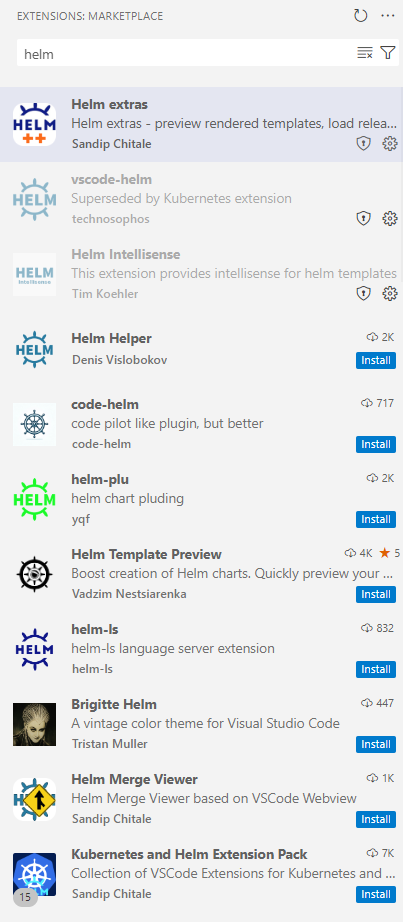 EXTENSIONS: MARKETPLACE
helm
HELM
++
Helm extras
Helm extras - preview rendered templates, load relea...
Sandip Chitale
HELM
vscode-helm
Superseded by Kubernetes extension
technosophos
HELM
Intellisence
Helm Intellisense
This extension provides intellisense for helm templates
Tim Koehler
HELM
Helm Helper
2K
Denis Vislobokov
Install
code-helm
717
code pilot like plugin, but better
code-helm
Install
HELM
helm-plu
2K
helm chart pluding
yqf
Install
Helm Template Preview
4K
5
Boost creation of Helm charts. Quickly preview your ...
Vadzim Nestsiarenka
Install
HELM
helm-ls
832
helm-ls language server extension
helm-ls
Install
Brigitte Helm
447
A vintage color theme for Visual Studio Code
Tristan Muller
Install
Helm Merge Viewer
1K
Helm Merge Viewer based on VSCode Webview
Sandip Chitale
Install
Kubernetes and Helm Extension Pack
7K
Collection of VSCode Extensions for Kubernetes and ...
15
Sandip Chitale
Install